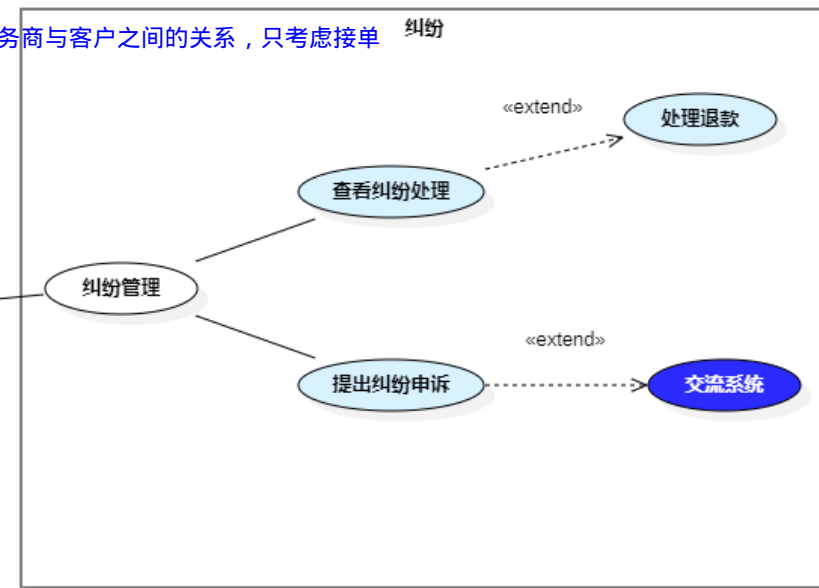 纠纷
务商与客户之间的关系，只考虑接单
«extend»
处理退款
查看纠纷处理
纠纷管理
«extend»
提出纠纷申诉
交流系统